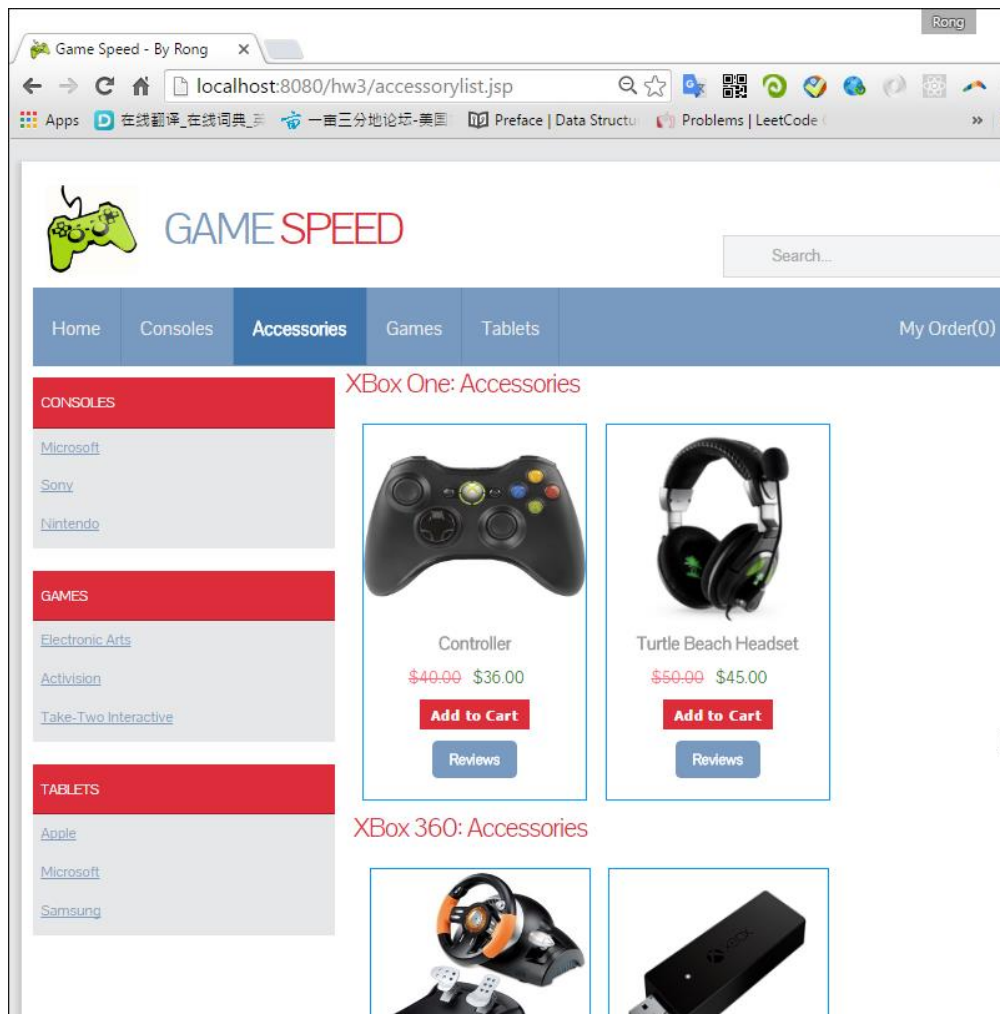 Rong
Game Speed - By Rong
localhost:8080/hw3/accessorylist.jsp
Apps 在线翻译_在线词典_ 一亩三分地论坛-美国 Preface | Data Structu Problems | LeetCode »
GAME SPEED
Search...
Home Consoles Accessories Games Tablets My Order(0)
CONSOLES
Microsoft
Sony
Nintendo
GAMES
Electronic Arts
Activision
Take-Two Interactive
TABLETS
Apple
Microsoft
Samsung
XBox One: Accessories
Controller
$40.00 $36.00
Add to Cart
Reviews
Turtle Beach Headset
$50.00 $45.00
Add to Cart
Reviews
XBox 360: Accessories
XBOX